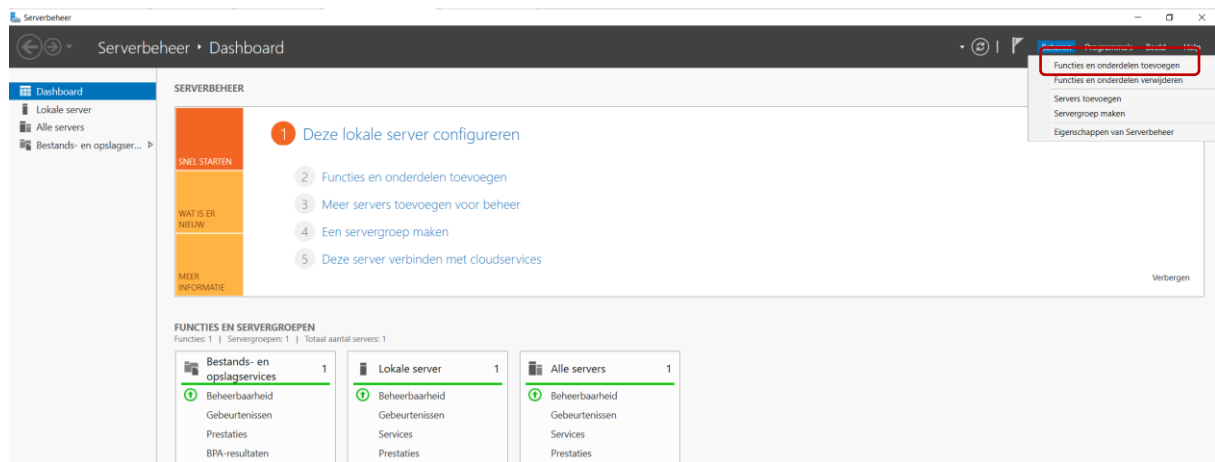 Serverbeheer
Serverbeheer • Dashboard
Beheren Programma's Beeld Help
Functies en onderdelen toevoegen
Functies en onderdelen verwijderen
Servers toevoegen
Servergroep maken
Eigenschappen van Serverbeheer
Dashboard
Lokale server
Alle servers
Bestands- en opslagser...
SERVERBEHEER
SNEL STARTEN
WAT IS ER
NIEUW
MEER
INFORMATIE
1 Deze lokale server configureren
2 Functies en onderdelen toevoegen
3 Meer servers toevoegen voor beheer
4 Een servergroep maken
5 Deze server verbinden met cloudservices
Verbergen
FUNCTIES EN SERVERGROEPEN
Functies: 1 | Servergroepen: 1 | Totaal aantal servers: 1
Bestands- en
opslagservices 1
Beheerbaarheid
Gebeurtenissen
Prestaties
BPA-resultaten
Lokale server 1
Beheerbaarheid
Gebeurtenissen
Services
Prestaties
Alle servers 1
Beheerbaarheid
Gebeurtenissen
Services
Prestaties